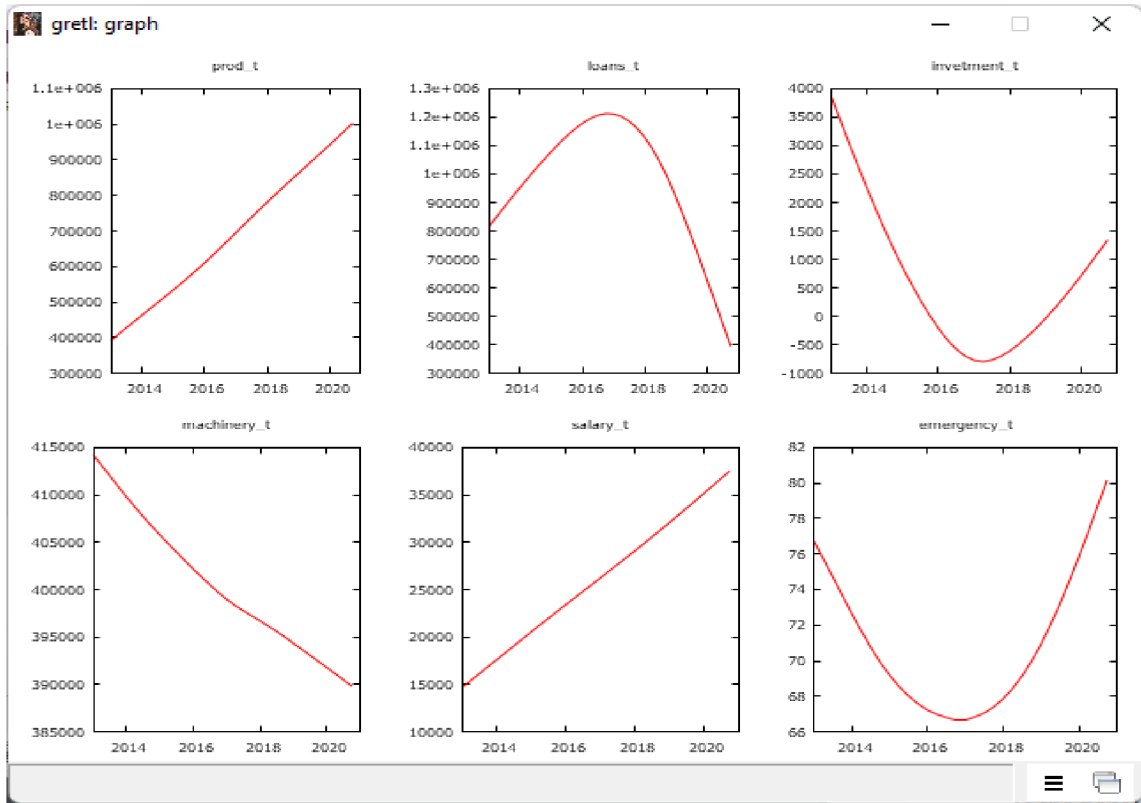 gretl: graph
prod_t
1.1e+006
1e+006
900000
800000
700000
600000
500000
400000
300000
2014 2016 2018 2020
loans_t
1.3e+006
1.2e+006
1.1e+006
1e+006
900000
800000
700000
600000
500000
400000
300000
2014 2016 2018 2020
invetment_t
4000
3500
3000
2500
2000
1500
1000
500
0
-500
-1000
2014 2016 2018 2020
machinery_t
415000
410000
405000
400000
395000
390000
385000
2014 2016 2018 2020
salary_t
40000
35000
30000
25000
20000
15000
10000
2014 2016 2018 2020
emergency_t
82
80
78
76
74
72
70
68
66
2014 2016 2018 2020